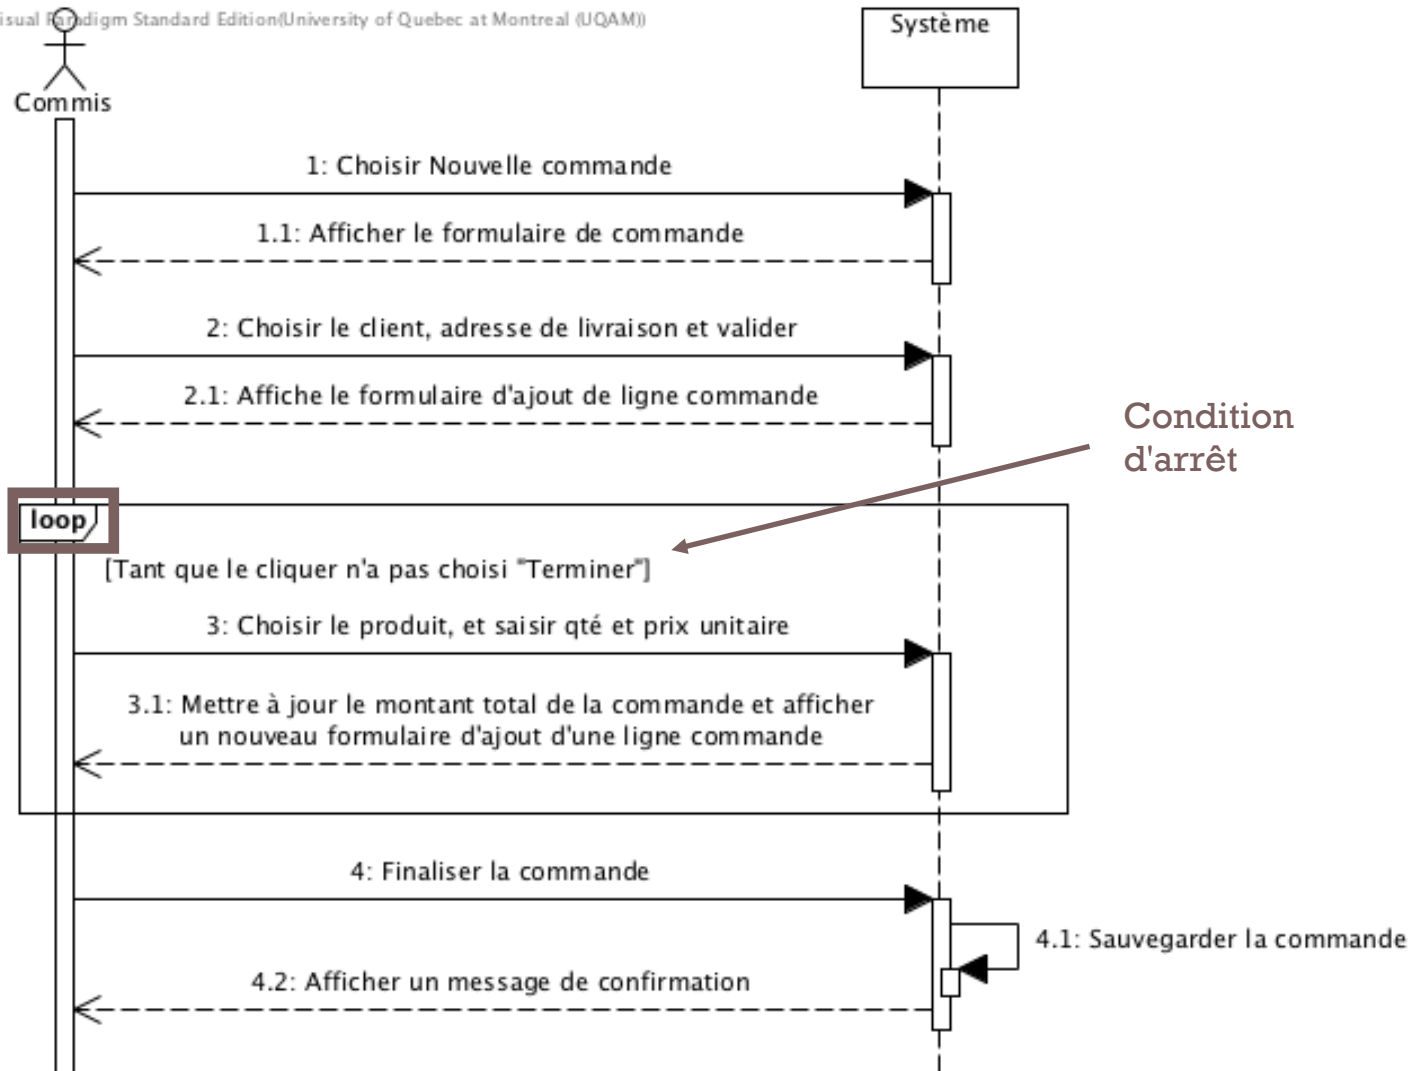 isual Paradigm Standard Edition(University of Quebec at Montreal (UQAM))
Système
Commis
1: Choisir Nouvelle commande
1.1: Afficher le formulaire de commande
2: Choisir le client, adresse de livraison et valider
2.1: Affiche le formulaire d'ajout de ligne commande
Condition
d'arrêt
loop
[Tant que le cliquer n'a pas choisi "Terminer"]
3: Choisir le produit, et saisir qté et prix unitaire
3.1: Mettre à jour le montant total de la commande et afficher
un nouveau formulaire d'ajout d'une ligne commande
4: Finaliser la commande
4.1: Sauvegarder la commande
4.2: Afficher un message de confirmation